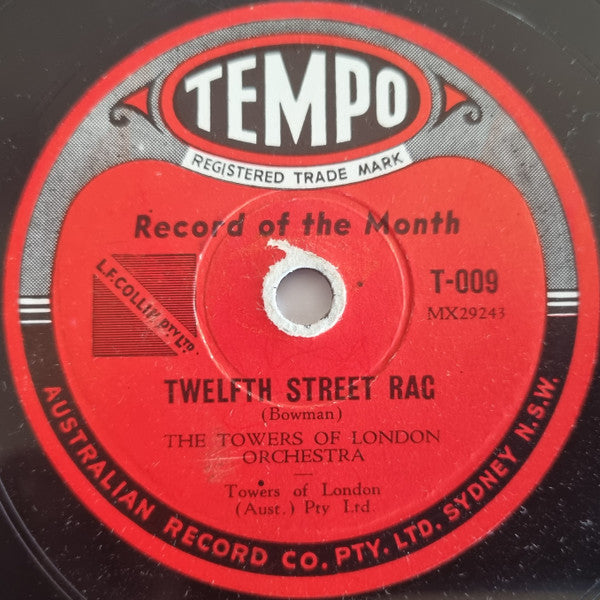 TEMPO
REGISTERED TRADE MARK
Record of the Month
L.F. COLLIN PTY LTD.
T-009
MX29243
TWELFTH STREET RAG
(Bowman)
THE TOWERS OF LONDON
ORCHESTRA
Towers of London
(Aust.) Pty Ltd.
AUSTRALIAN RECORD CO. PTY. LTD. SYDNEY N.S.W.